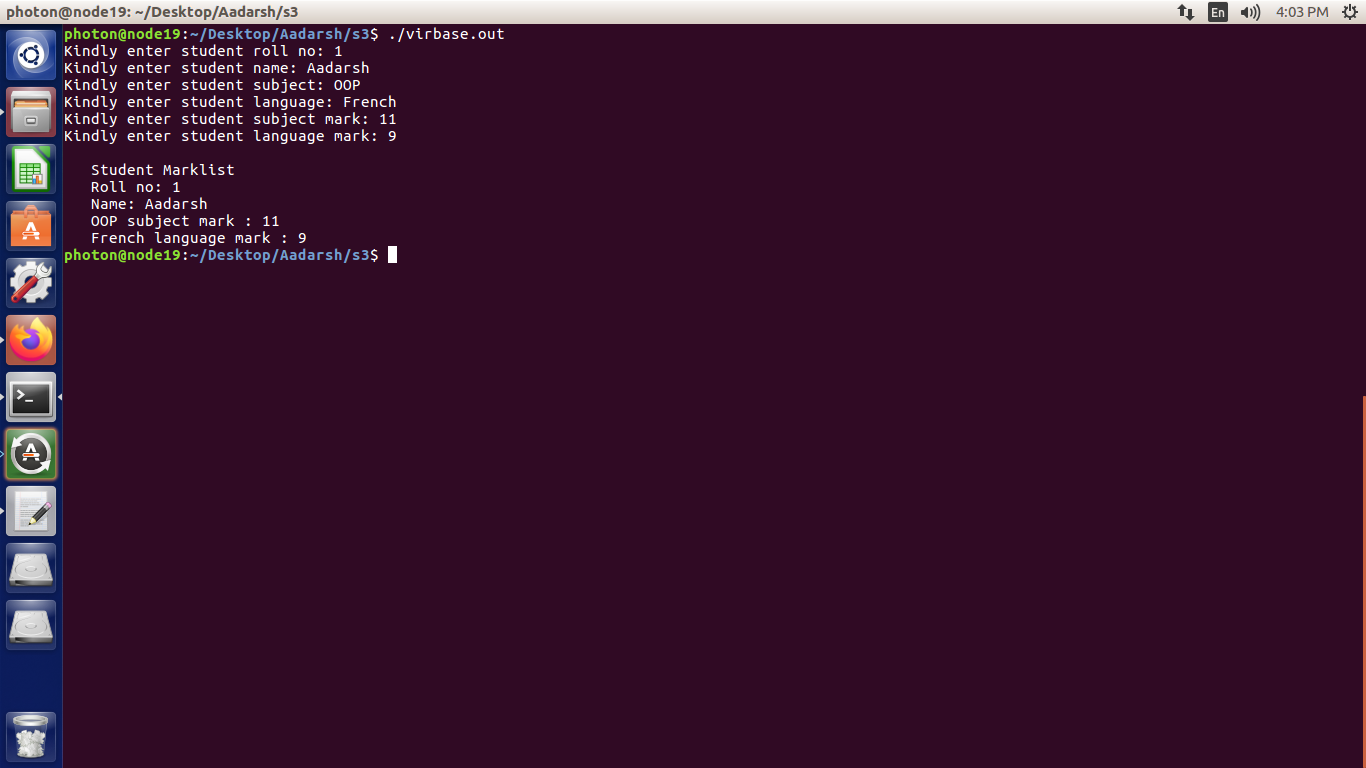 photon@node19: ~/Desktop/Aadarsh/s3
En
4:03 PM
photon@node19:~/Desktop/Aadarsh/s3$ ./virbase.out
Kindly enter student roll no: 1
Kindly enter student name: Aadarsh
Kindly enter student subject: OOP
Kindly enter student language: French
Kindly enter student subject mark: 11
Kindly enter student language mark: 9
Student Marklist
Roll no: 1
Name: Aadarsh
OOP subject mark : 11
French language mark : 9
photon@node19:~/Desktop/Aadarsh/s3$